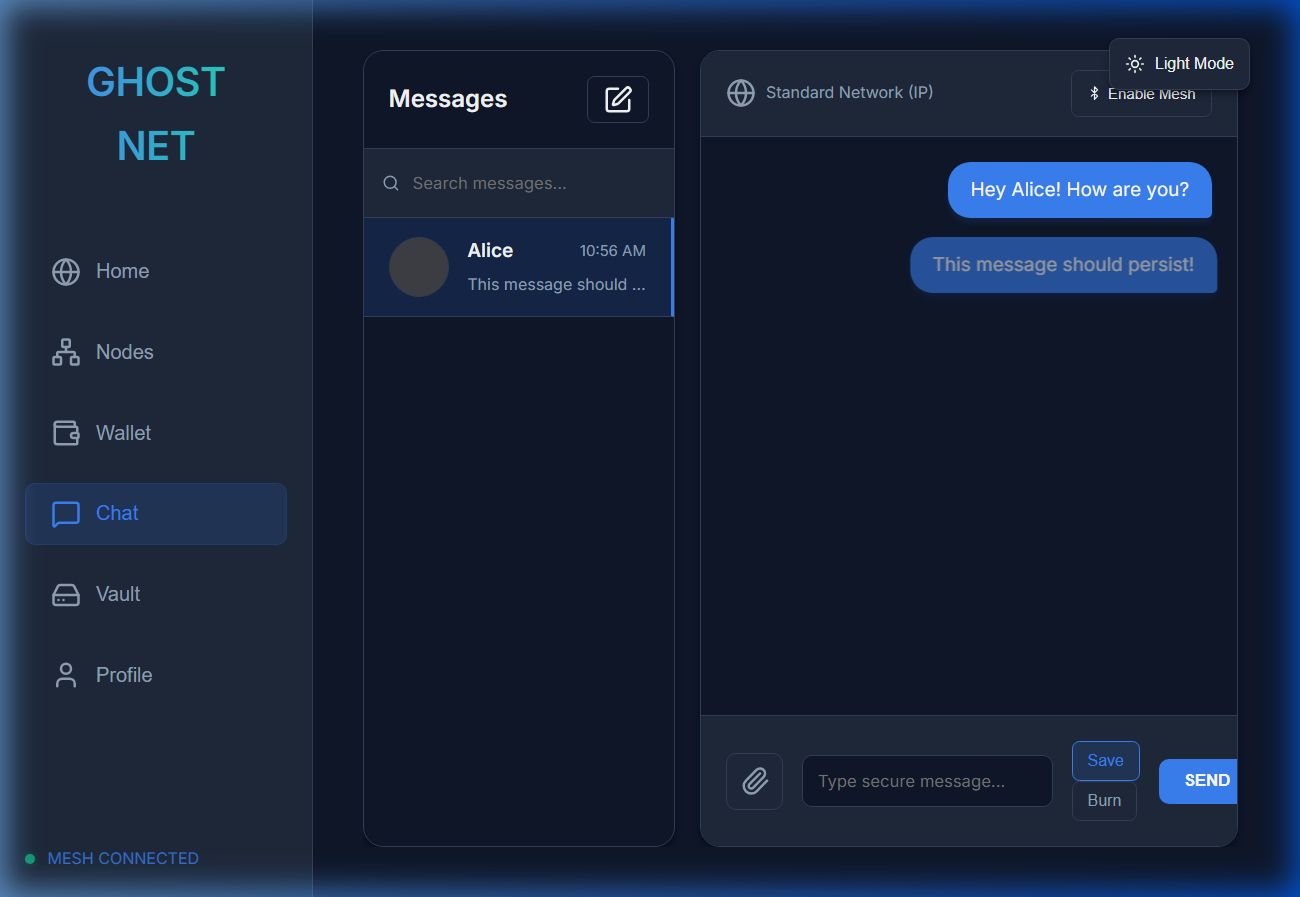 GHOST
NET
Home
Nodes
Wallet
Chat
Vault
Profile
MESH CONNECTED
Messages
Search messages...
Alice
10:56 AM
This message should ...
Standard Network (IP)
Light Mode
Enable Mesh
Hey Alice! How are you?
This message should persist!
Type secure message...
Save
Burn
SEND